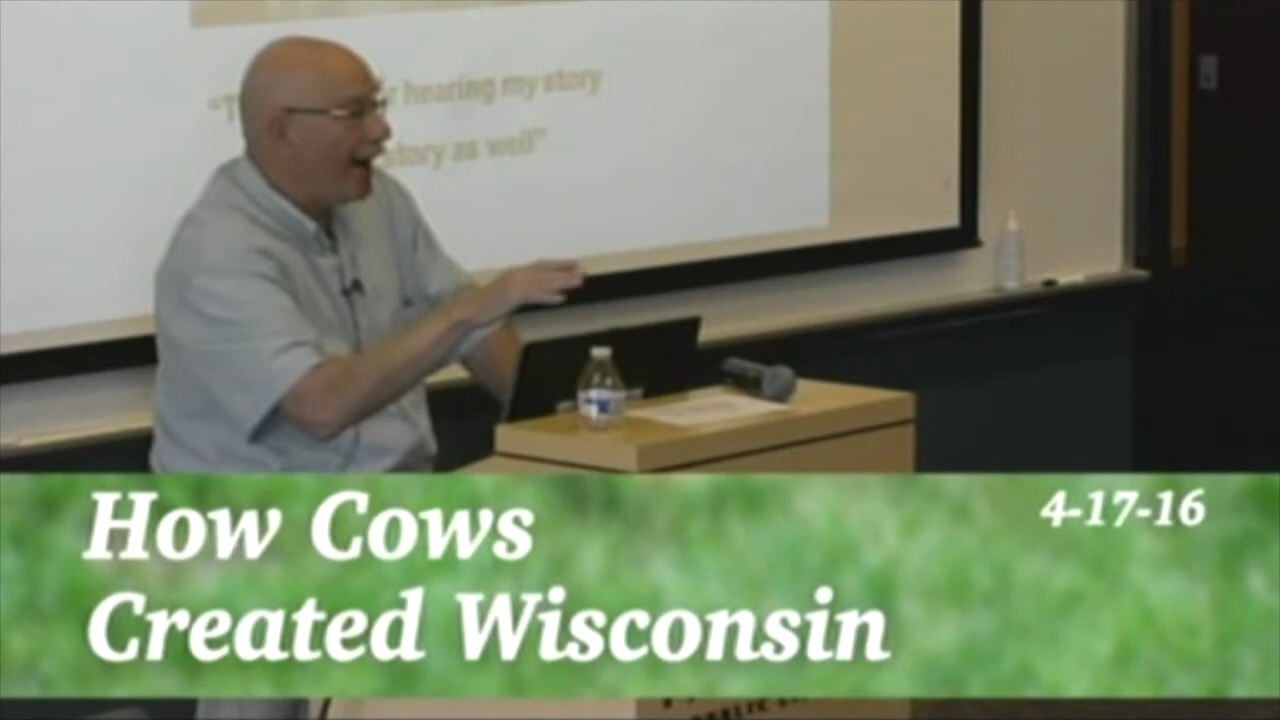 hearing my story
story as well”
How Cows
4-17-16
Created Wisconsin